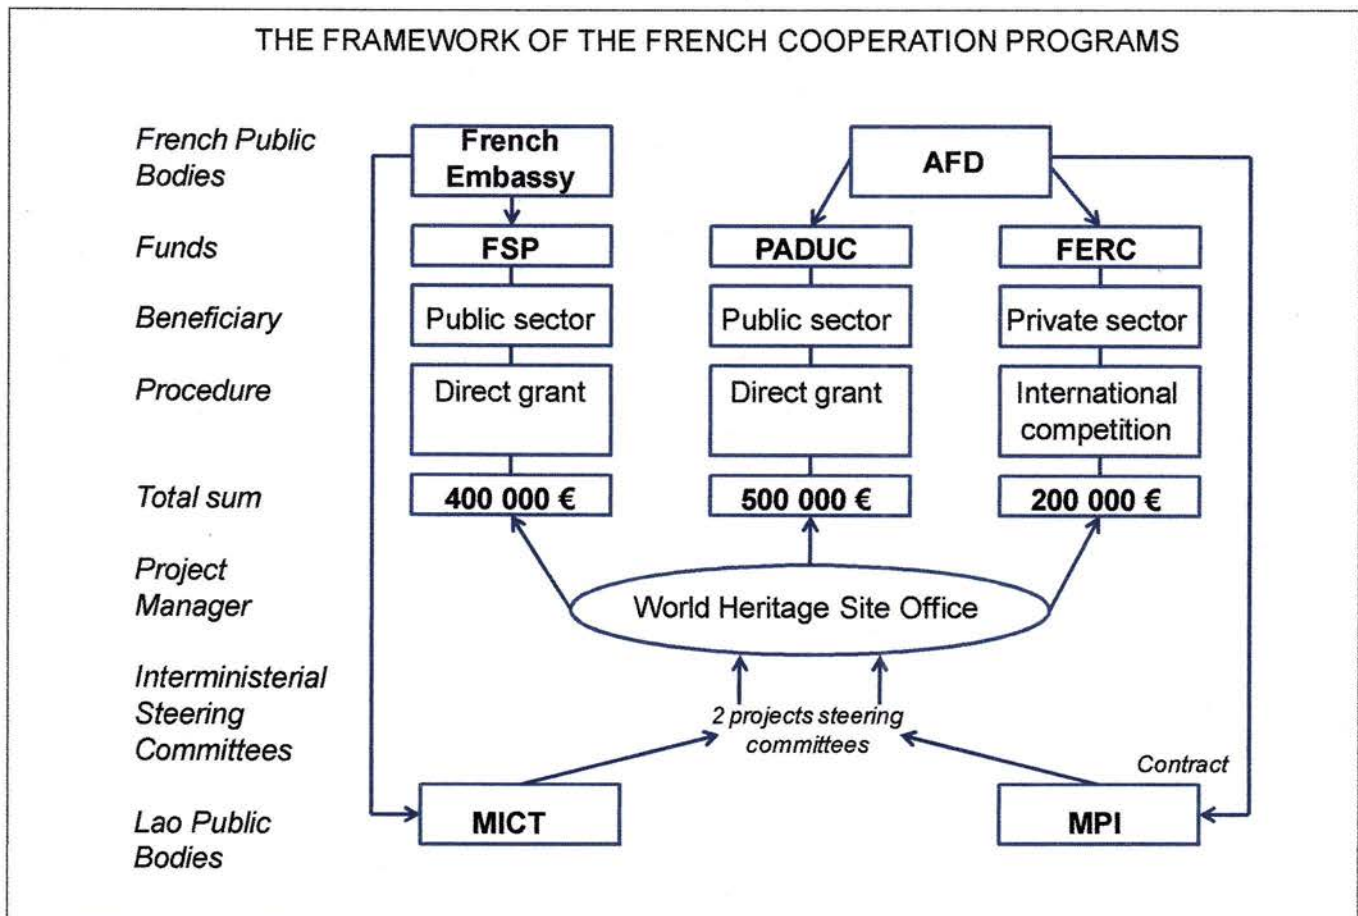 THE FRAMEWORK OF THE FRENCH COOPERATION PROGRAMS
French Public
Bodies
French
Embassy
AFD
Funds
FSP
PADUC
FERC
Beneficiary
Public sector
Public sector
Private sector
Procedure
Direct grant
Direct grant
International
competition
Total sum
400 000 €
500 000 €
200 000 €
Project
Manager
World Heritage Site Office
Interministerial
Steering
Committees
2 projects steering
committees
Contract
Lao Public
Bodies
MICT
MPI